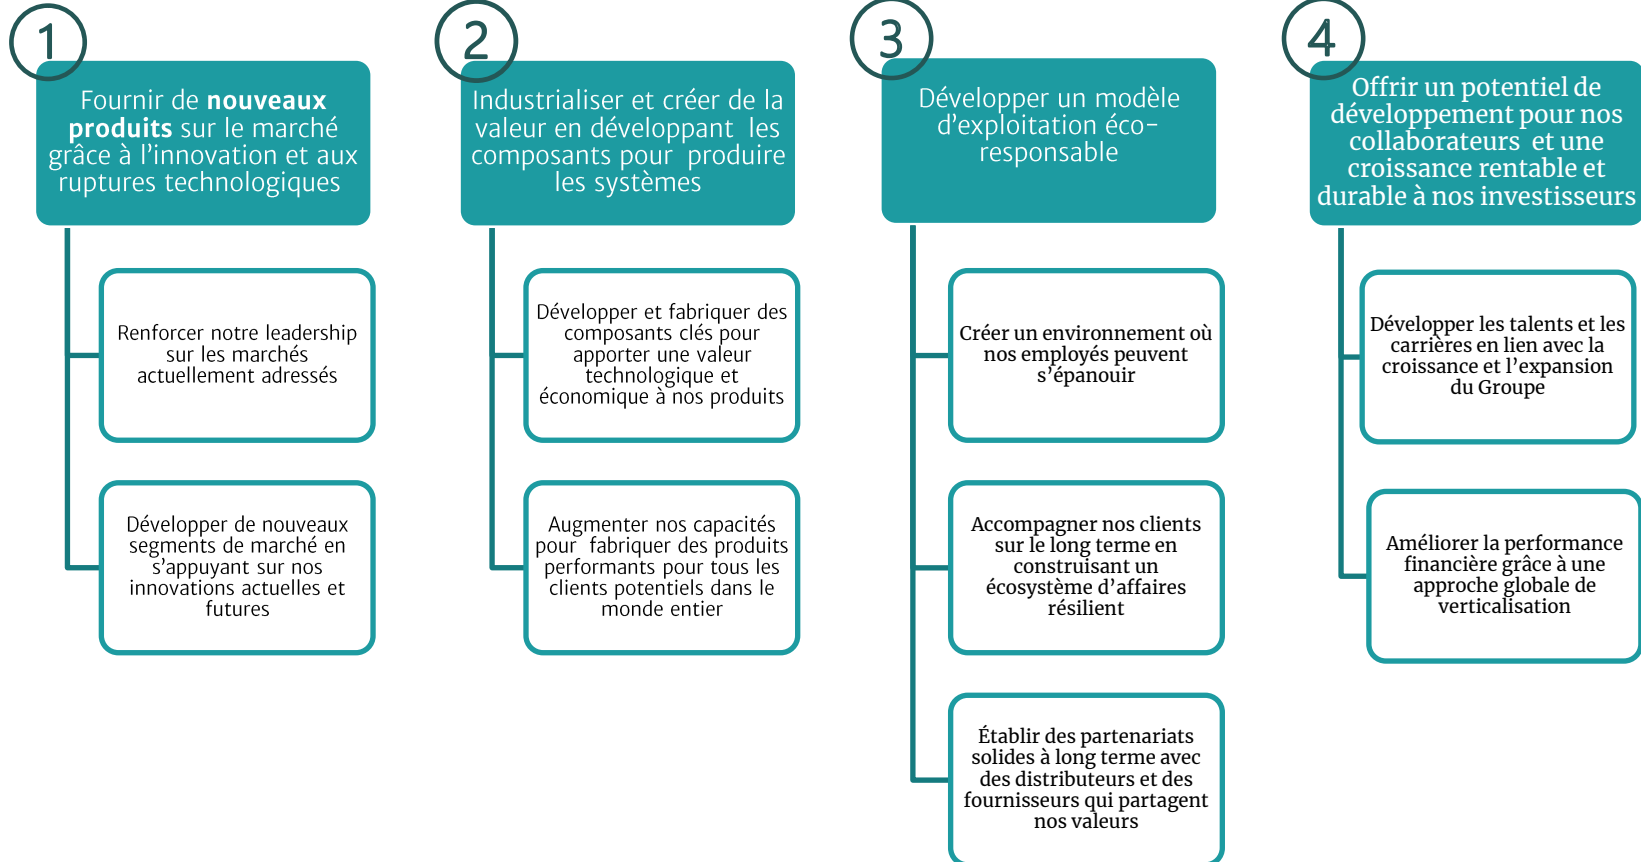 1
Fournir de nouveaux
produits sur le marché
grâce à l’innovation et aux
ruptures technologiques
Renforcer notre leadership
sur les marchés
actuellement adressés
Développer de nouveaux
segments de marché en
s’appuyant sur nos
innovations actuelles et
futures
2
Industrialiser et créer de la
valeur en développant les
composants pour produire
les systèmes
Développer et fabriquer des
composants clés pour
apporter une valeur
technologique et
économique à nos produits
Augmenter nos capacités
pour fabriquer des produits
performants pour tous les
clients potentiels dans le
monde entier
3
Développer un modèle
d’exploitation éco-
responsable
Créer un environnement où
nos employés peuvent
s’épanouir
Accompagner nos clients
sur le long terme en
construisant un
écosystème d’affaires
résilient
Établir des partenariats
solides à long terme avec
des distributeurs et des
fournisseurs qui partagent
nos valeurs
4
Offrir un potentiel de
développement pour nos
collaborateurs et une
croissance rentable et
durable à nos investisseurs
Développer les talents et les
carrières en lien avec la
croissance et l’expansion
du Groupe
Améliorer la performance
financière grâce à une
approche globale de
verticalisation